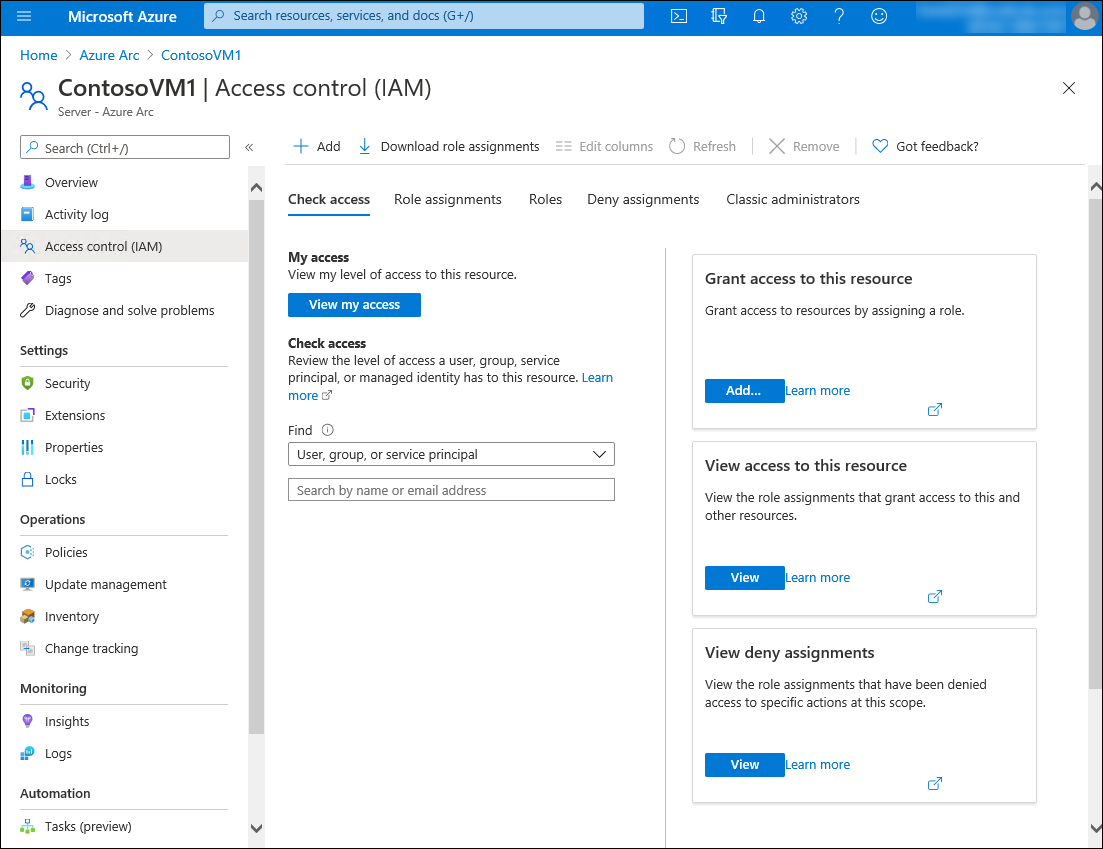 Microsoft Azure
Search resources, services, and docs (G+/)
Home > Azure Arc > ContosoVM1
ContosoVM1 | Access control (IAM)
Server - Azure Arc
Search (Ctrl+/)
«
Overview
Activity log
Access control (IAM)
Tags
Diagnose and solve problems
Settings
Security
Extensions
Properties
Locks
Operations
Policies
Update management
Inventory
Change tracking
Monitoring
Insights
Logs
Automation
Tasks (preview)
Add
Download role assignments
Edit columns
Refresh
Remove
Got feedback?
Check access
Role assignments
Roles
Deny assignments
Classic administrators
My access
View my level of access to this resource.
View my access
Check access
Review the level of access a user, group, service
principal, or managed identity has to this resource. Learn
more
Find
User, group, or service principal
Search by name or email address
Grant access to this resource
Grant access to resources by assigning a role.
Add...
Learn more
View access to this resource
View the role assignments that grant access to this and
other resources.
View
Learn more
View deny assignments
View the role assignments that have been denied
access to specific actions at this scope.
View
Learn more